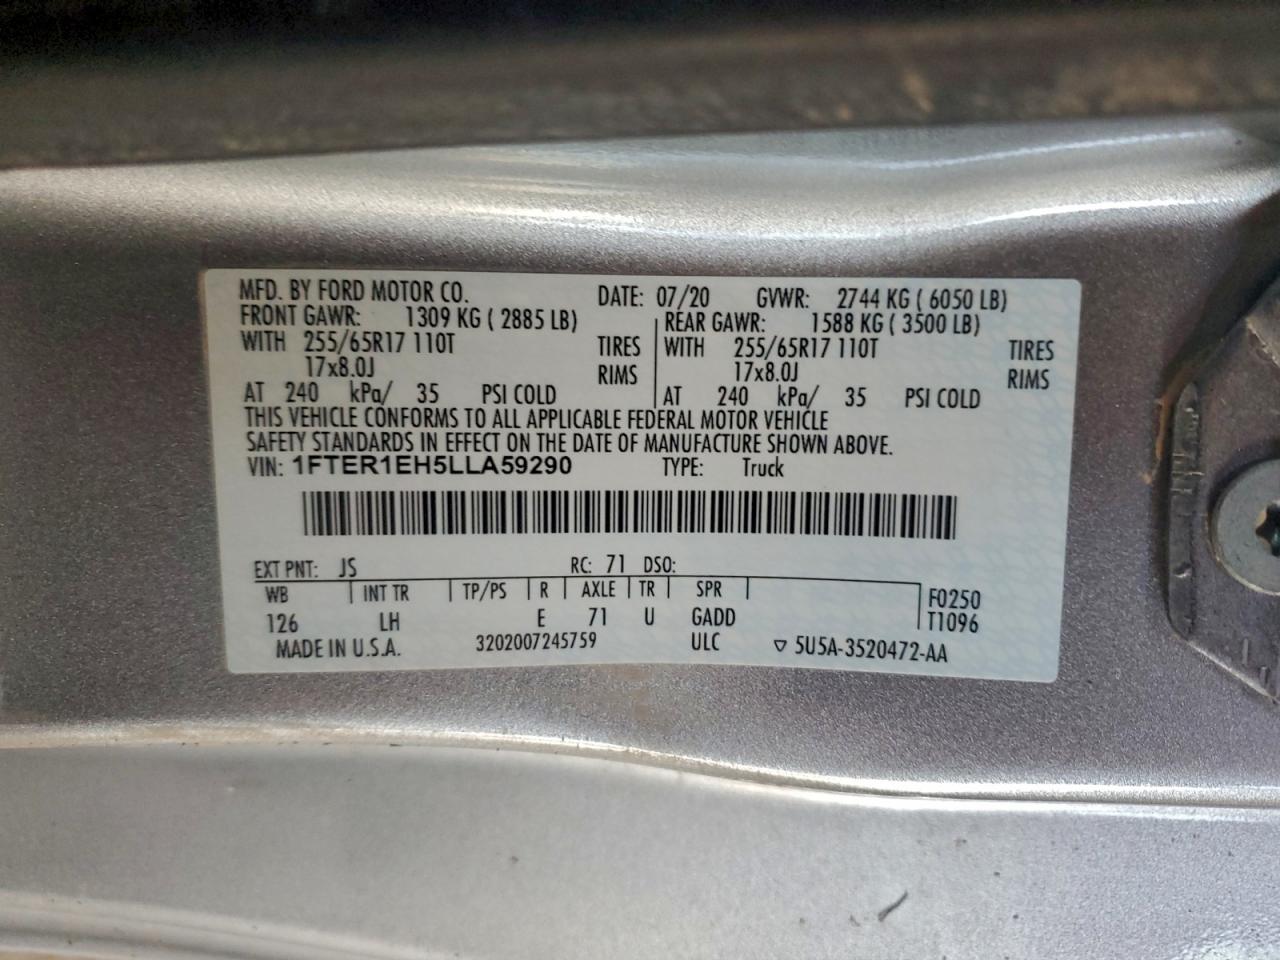 MFD. BY FORD MOTOR CO. DATE: 07/20 GVWR: 2744 KG ( 6050 LB)
FRONT GAWR: 1309 KG ( 2885 LB) REAR GAWR: 1588 KG ( 3500 LB)
WITH 255/65R17 110T TIRES WITH 255/65R17 110T TIRES
17x8.0J RIMS 17x8.0J RIMS
AT 240 kPa/ 35 PSI COLD AT 240 kPa/ 35 PSI COLD
THIS VEHICLE CONFORMS TO ALL APPLICABLE FEDERAL MOTOR VEHICLE
SAFETY STANDARDS IN EFFECT ON THE DATE OF MANUFACTURE SHOWN ABOVE.
VIN: 1FTER1EH5LLA59290 TYPE: Truck
EXT PNT: JS RC: 71 DSO:
WB INT TR TP/PS R AXLE TR SPR F0250
126 LH E 71 U GADD T1096
MADE IN U.S.A. 3202007245759 ULC ▽ 5U5A-3520472-AA